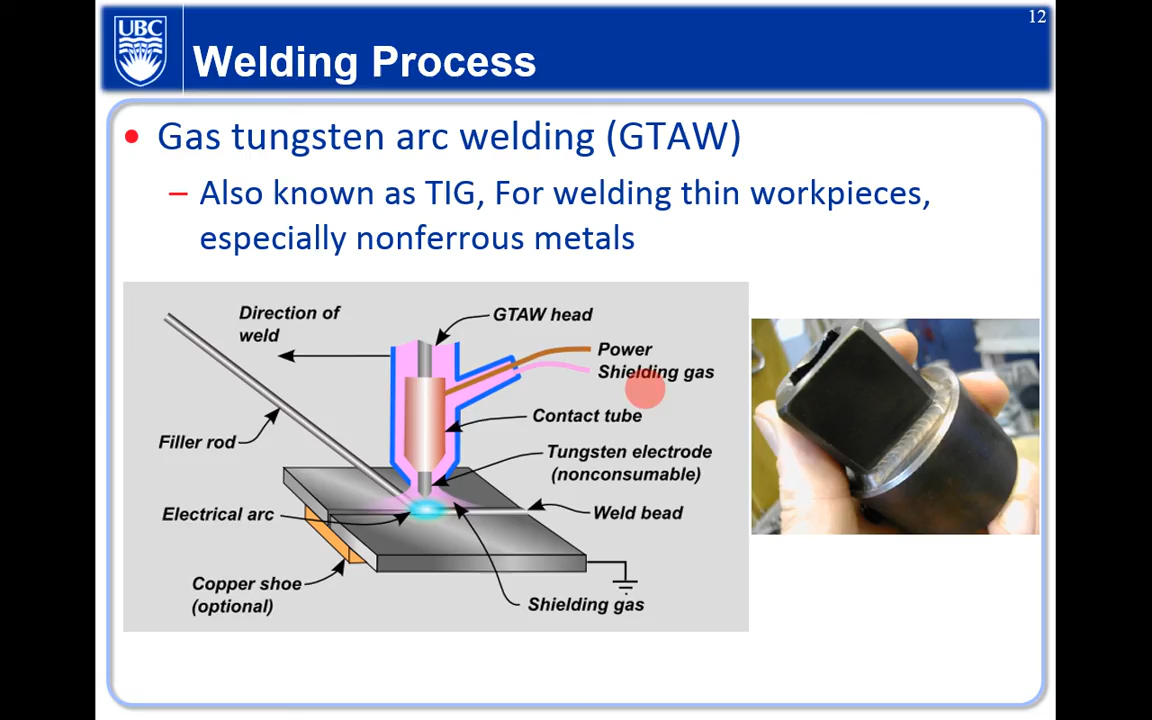 12
UBC
Welding Process
• Gas tungsten arc welding (GTAW)
– Also known as TIG, For welding thin workpieces,
especially nonferrous metals
Direction of
weld
GTAW head
Power
Shielding gas
Contact tube
Filler rod
Tungsten electrode
(nonconsumable)
Electrical arc
Weld bead
Copper shoe
(optional)
Shielding gas